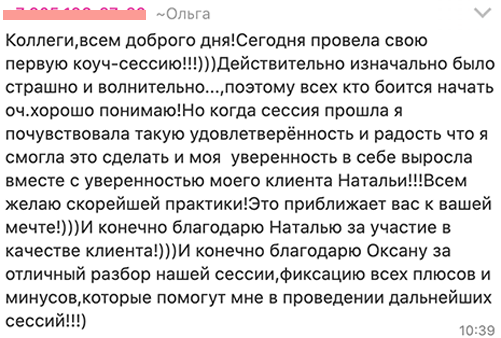 ~Ольга
Коллеги,всем доброго дня!Сегодня провела свою
первую коуч-сессию!!!)))Действительно изначально было
страшно и волнительно...,поэтому всех кто боится начать
оч.хорошо понимаю!Но когда сессия прошла я
почувствовала такую удовлетверённость и радость что я
смогла это сделать и моя  уверенность в себе выросла
вместе с уверенностью моего клиента Натальи!!!Всем
желаю скорейшей практики!Это приближает вас к вашей
мечте!)))И конечно благодарю Наталью за участие в
качестве клиента!)))И конечно благодарю Оксану за
отличный разбор нашей сессии,фиксацию всех плюсов и
минусов,которые помогут мне в проведении дальнейших
сессий!!!)
10:39